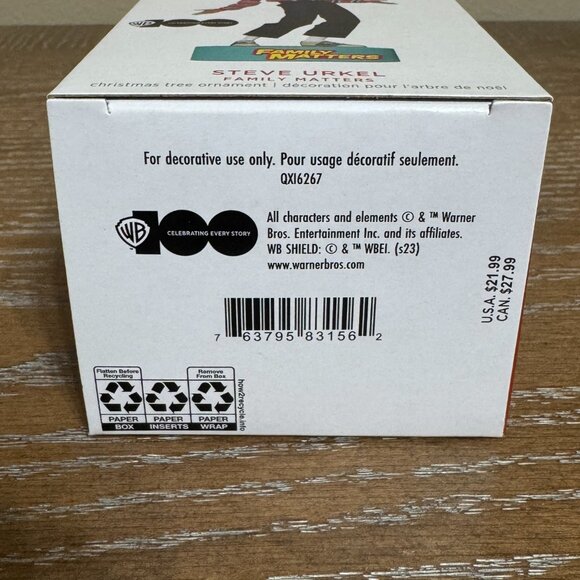 WB 100
FAMILY
MATTERS
STEVE URKEL
FAMILY MATTERS
christmas tree ornament | décoration pour l'arbre de noël
For decorative use only. Pour usage décoratif seulement.
QXI6267
WB 100 CELEBRATING EVERY STORY
All characters and elements © & ™ Warner
Bros. Entertainment Inc. and its affiliates.
WB SHIELD: © & ™ WBEI. (s23)
www.warnerbros.com
U.S.A. $21.99
CAN. $27.99
7 63795 83156 2
Flatten Before
Recycling
Remove
From Box
PAPER PAPER PAPER
BOX INSERTS WRAP
how2recycle.info